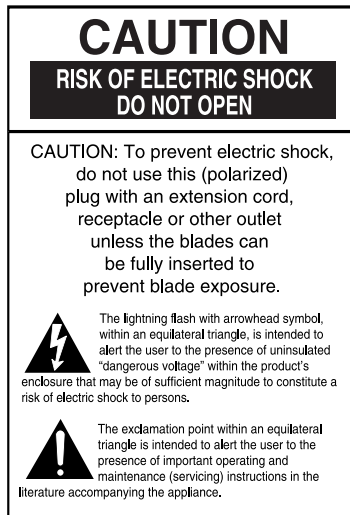 CAUTION
RISK OF ELECTRIC SHOCK
DO NOT OPEN
CAUTION: To prevent electric shock,
do not use this (polarized)
plug with an extension cord,
receptacle or other outlet
unless the blades can
be fully inserted to
prevent blade exposure.
The lightning flash with arrowhead symbol,
within an equilateral triangle, is intended to
alert the user to the presence of uninsulated
“dangerous voltage” within the product’s
enclosure that may be of sufficient magnitude to constitute a
risk of electric shock to persons.
The exclamation point within an equilateral
triangle is intended to alert the user to the
presence of important operating and
maintenance (servicing) instructions in the
literature accompanying the appliance.